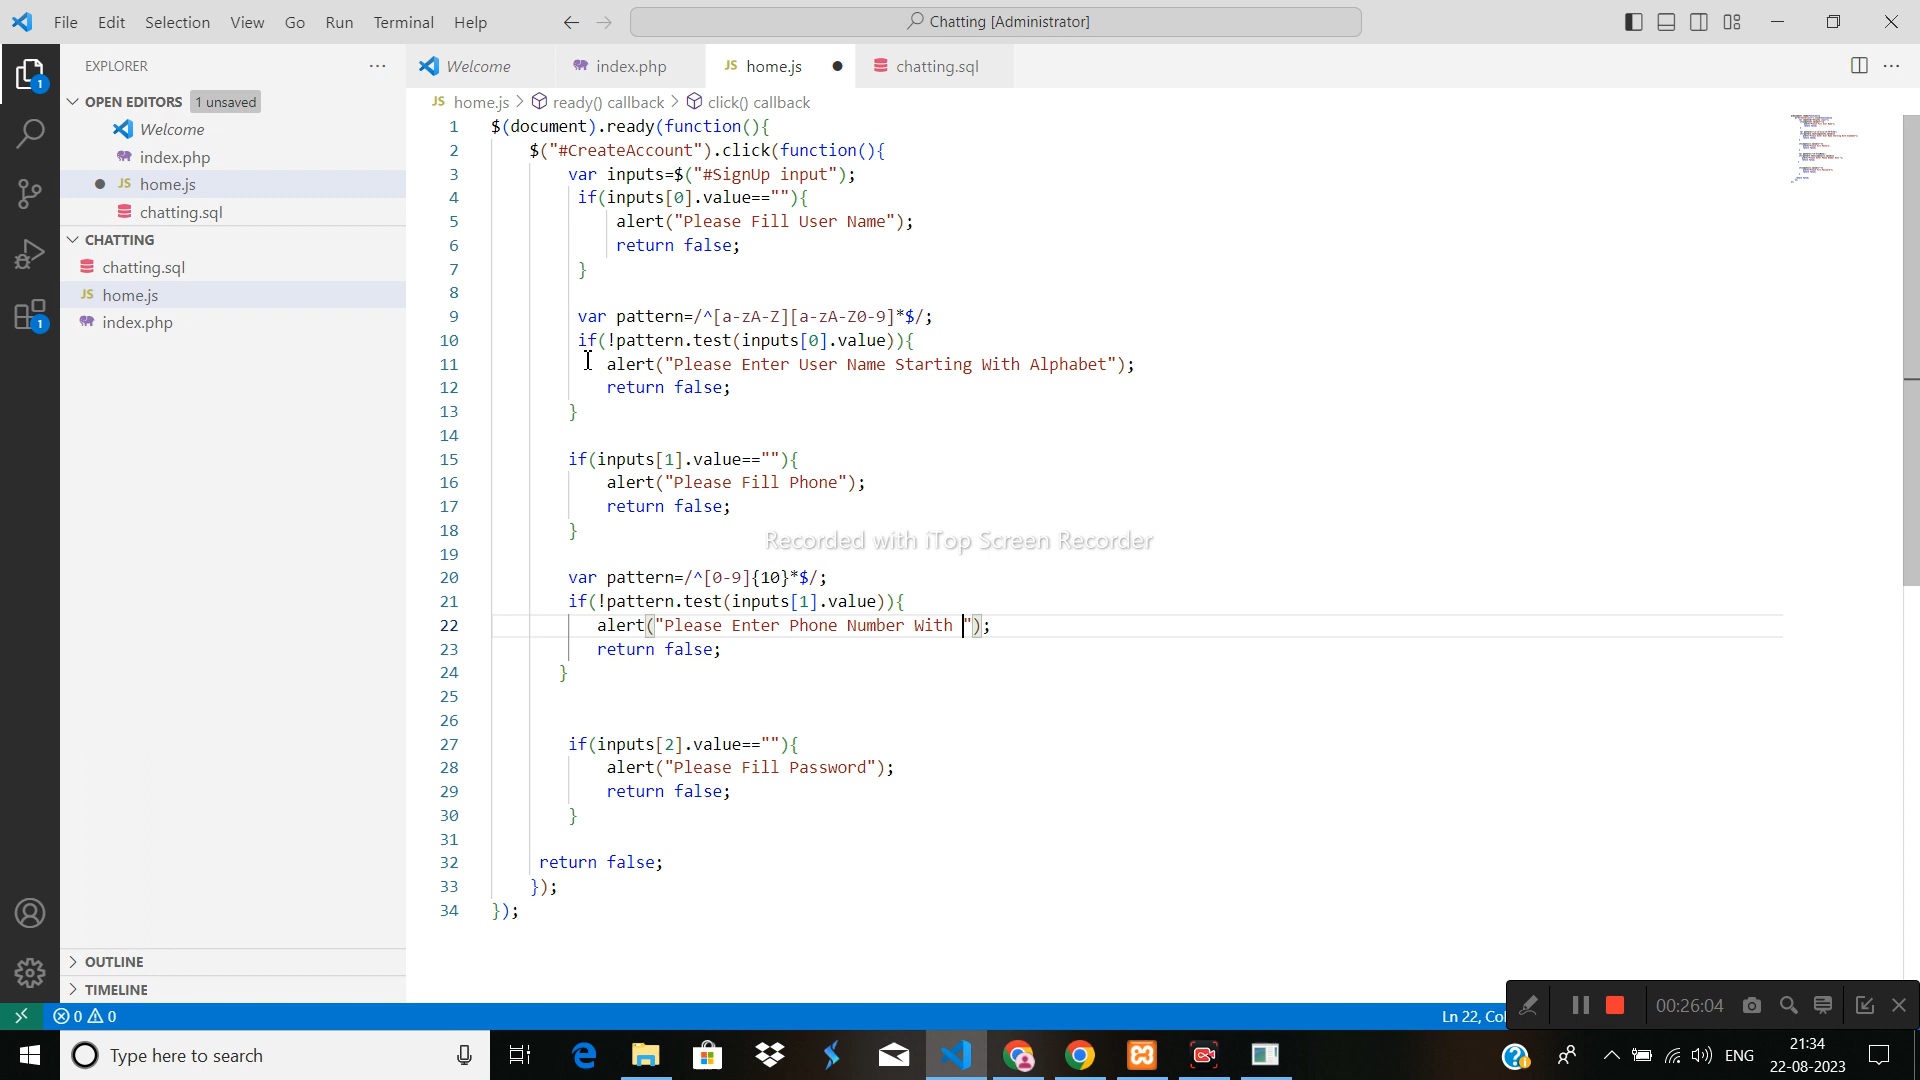 File Edit Selection View Go Run Terminal Help
Chatting [Administrator]
EXPLORER
OPEN EDITORS 1 unsaved
Welcome
index.php
JS home.js
chatting.sql
CHATTING
chatting.sql
JS home.js
index.php
OUTLINE
TIMELINE
Welcome index.php JS home.js chatting.sql
JS home.js > ready() callback > click() callback
1 $(document).ready(function(){
2 $("#CreateAccount").click(function(){
3 var inputs=$("#SignUp input");
4 if(inputs[0].value==""){
5 alert("Please Fill User Name");
6 return false;
7 }
8
9 var pattern=/^[a-zA-Z][a-zA-Z0-9]*$/;
10 if(!pattern.test(inputs[0].value)){
11 alert("Please Enter User Name Starting With Alphabet");
12 return false;
13 }
14
15 if(inputs[1].value==""){
16 alert("Please Fill Phone");
17 return false;
18 }
19
20 var pattern=/^[0-9]{10}*$/;
21 if(!pattern.test(inputs[1].value)){
22 alert("Please Enter Phone Number With ");
23 return false;
24 }
25
26
27 if(inputs[2].value==""){
28 alert("Please Fill Password");
29 return false;
30 }
31
32 return false;
33 });
34 });
Recorded with iTop Screen Recorder
0 0
Ln 22, Co
00:26:04
Type here to search
ENG
21:34
22-08-2023